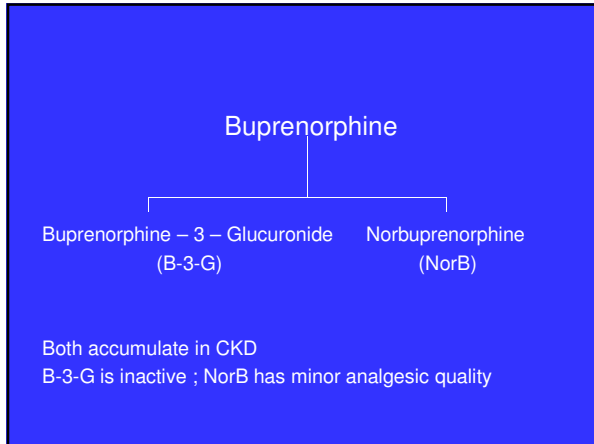 Buprenorphine
Buprenorphine – 3 – Glucuronide Norbuprenorphine
(B-3-G) (NorB)
Both accumulate in CKD
B-3-G is inactive ; NorB has minor analgesic quality